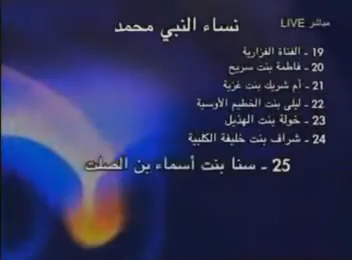 مباشر LIVE
نساء النبي محمد
19 - الفتاة الفزارية
20 - فاطمة بنت سريح
21 - أم شريك بنت غزية
22 - ليلى بنت الخطيم الأوسية
23 - خولة بنت الهذيل
24 - شراف بنت خليفة الكلبية
25 - سنا بنت أسماء بن الصلت